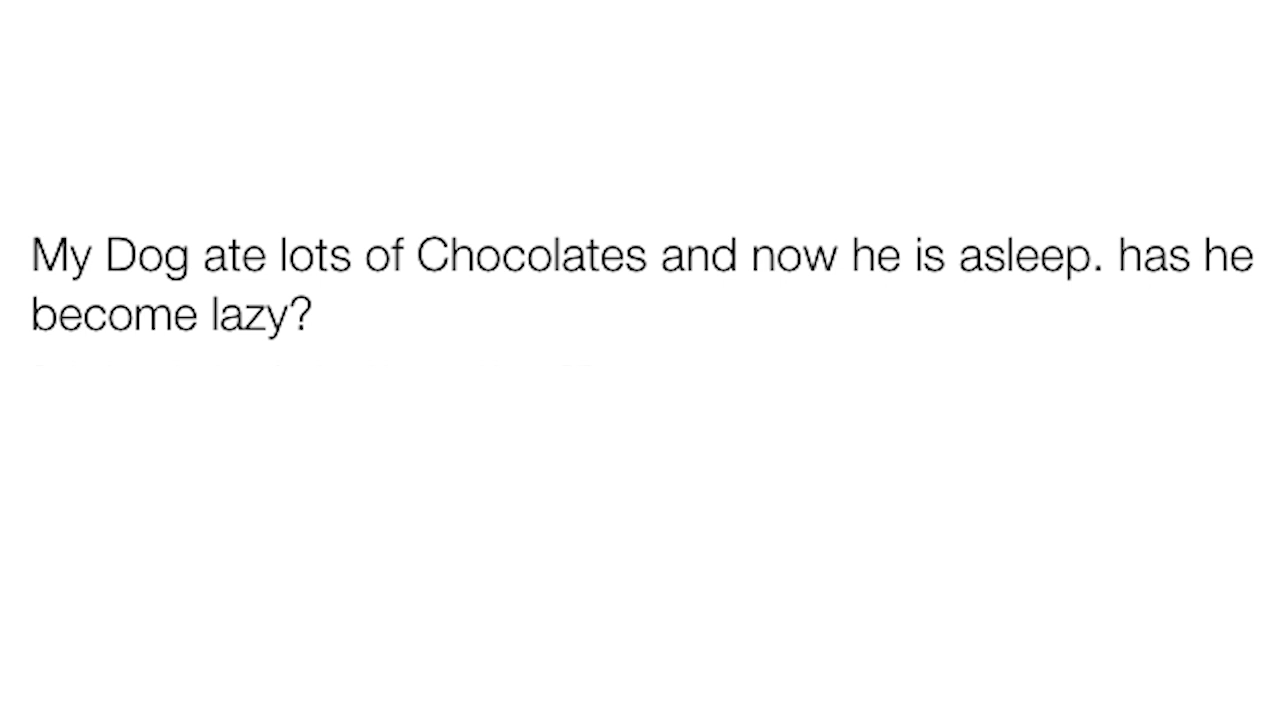 My Dog ate lots of Chocolates and now he is asleep. has he
become lazy?